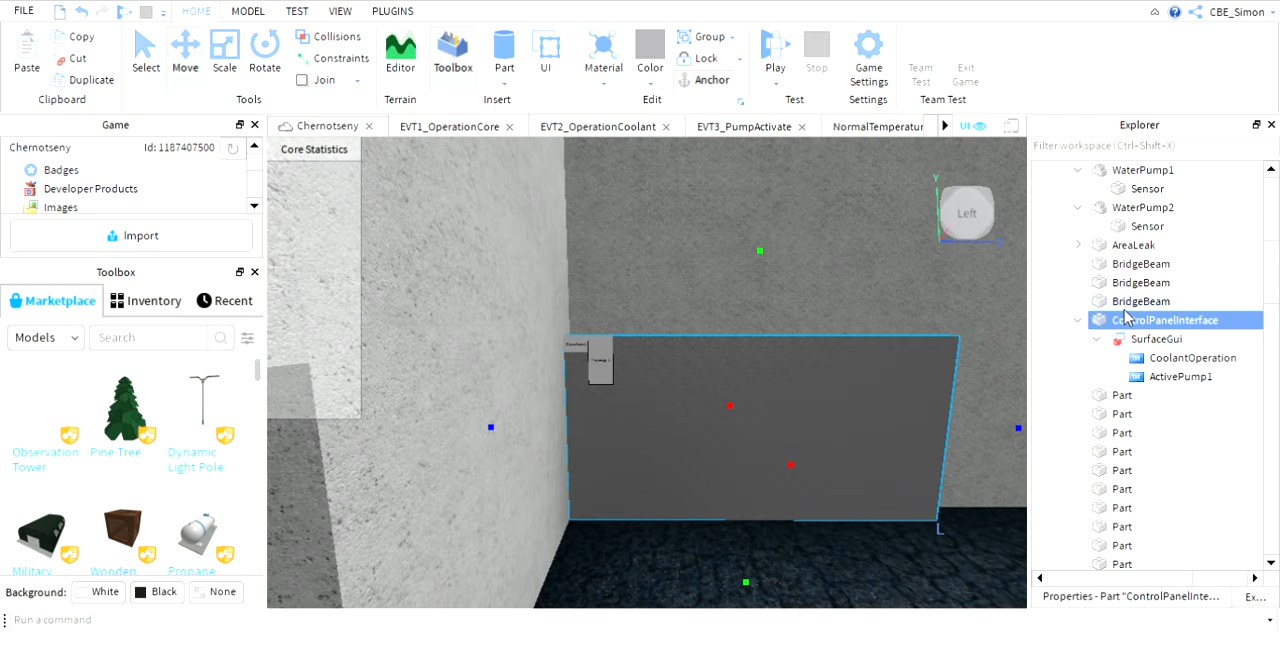 FILE HOME MODEL TEST VIEW PLUGINS CBE_Simon
Paste Copy Cut Duplicate Clipboard
Select Move Scale Rotate Collisions Constraints Join Tools
Editor Terrain
Toolbox Part UI Insert
Material Color Group Lock Anchor Edit
Play Stop Test
Game Settings Settings
Team Test Exit Game Team Test
Game
Chernotseny Id: 1187407500
Badges
Developer Products
Images
Import
Toolbox
Marketplace Inventory Recent
Models Search
Observation Tower
Pine Tree
Dynamic Light Pole
Military
Wooden
Propane
Background: White Black None
Run a command
Chernotseny EVT1_OperationCore EVT2_OperationCoolant EVT3_PumpActivate NormalTemperatur UI
Core Statistics
Y
Left
L
Explorer
Filter workspace (Ctrl+Shift+X)
WaterPump1
Sensor
WaterPump2
Sensor
AreaLeak
BridgeBeam
BridgeBeam
BridgeBeam
ControlPanelInterface
SurfaceGui
CoolantOperation
ActivePump1
Part
Part
Part
Part
Part
Part
Part
Part
Part
Part
Properties - Part "ControlPanelInte... Ex...